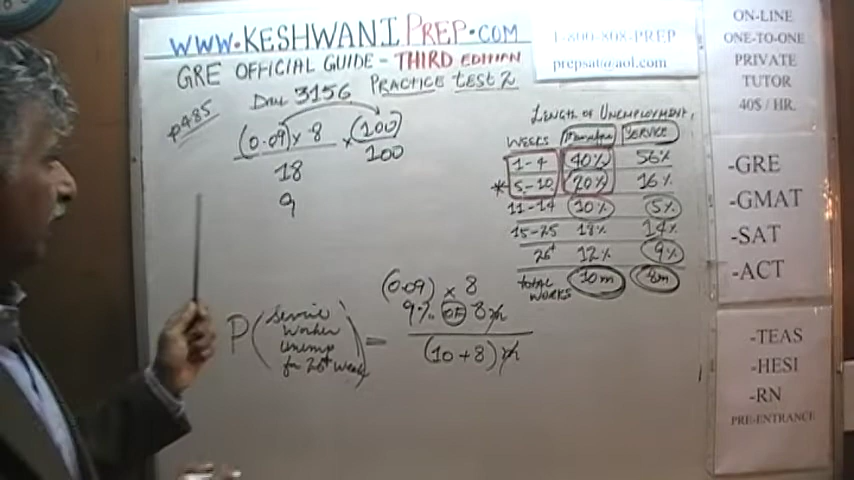 WWW.KESHWANIPREP.COM
GRE OFFICIAL GUIDE - THIRD EDITION
PRACTICE TEST 2
3156
p485
(0.09) x 8 x (100)
18 100
9
1-800-808-PREP
prepsat@aol.com
LENGTH OF UNEMPLOYMENT
WEEKS SERVICE
1-4 40% 56%
* 5-10 20% 16%
11-14 10% 5%
15-25 18% 14%
26+ 12% 9%
TOTAL WORKS 10m 8m
P (Service Worker Unemp for 26+ Weeks) =
(0.09) x 8
9% OF 8m
(10+8) m
ON-LINE
ONE-TO-ONE
PRIVATE
TUTOR
40$ / HR.
-GRE
-GMAT
-SAT
-ACT
-TEAS
-HESI
-RN
PRE-ENTRANCE